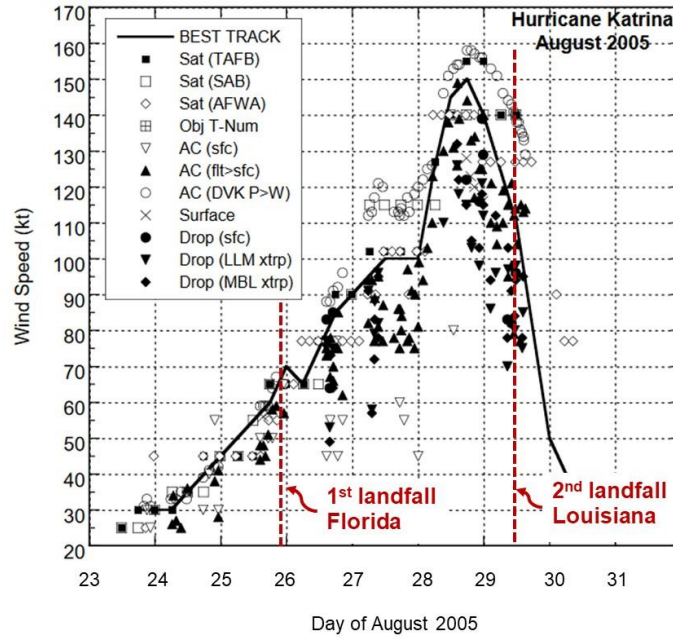 Hurricane Katrina
August 2005
BEST TRACK
Sat (TAFB)
Sat (SAB)
Sat (AFWA)
Obj T-Num
AC (sfc)
AC (flt>sfc)
AC (DVK P>W)
Surface
Drop (sfc)
Drop (LLM xtrp)
Drop (MBL xtrp)
Wind Speed (kt)
170
160
150
140
130
120
110
100
90
80
70
60
50
40
30
20
1st landfall
Florida
2nd landfall
Louisiana
23 24 25 26 27 28 29 30 31
Day of August 2005